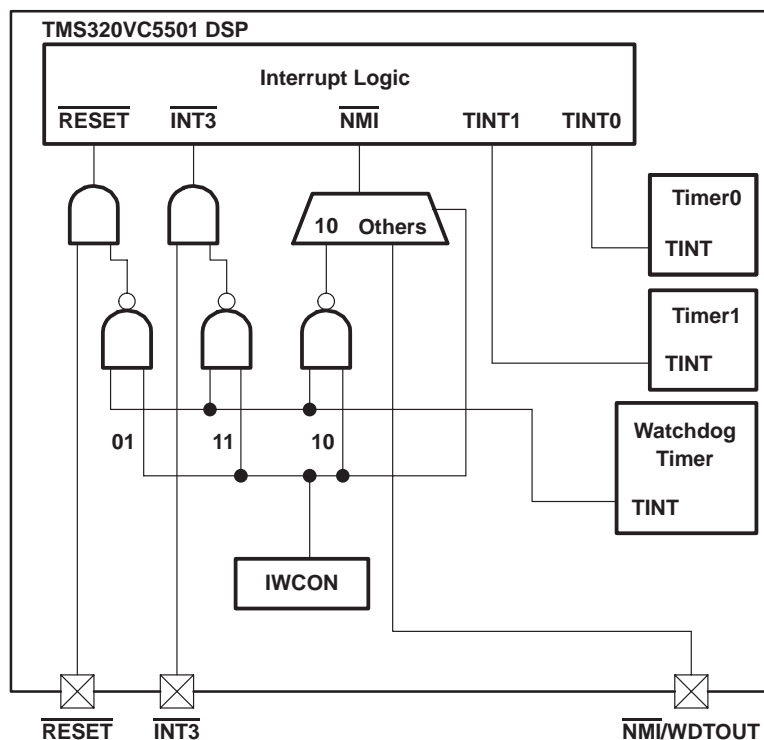 TMS320VC5501 DSP
Interrupt Logic
RESET INT3 NMI TINT1 TINT0
10 Others
Timer0
TINT
Timer1
TINT
01 11 10
Watchdog
Timer
TINT
IWCON
RESET INT3 NMI/WDTOUT